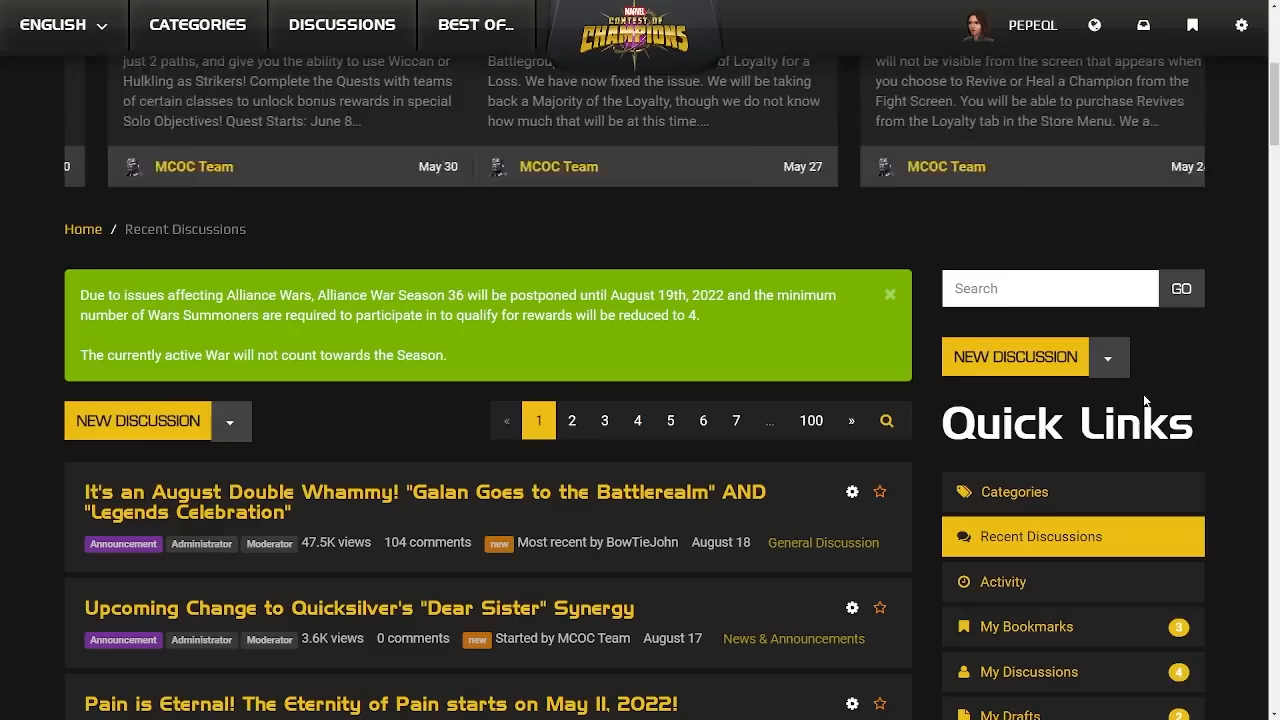 ENGLISH
CATEGORIES
DISCUSSIONS
BEST OF...
MARVEL
CONTEST OF
CHAMPIONS
PEPEQL
just 2 paths, and give you the ability to use Wiccan or
Hulkling as Strikers! Complete the Quests with teams
of certain classes to unlock bonus rewards in special
Solo Objectives! Quest Starts: June 8...
of Loyalty for a
Loss. We have now fixed the issue. We will be taking
back a Majority of the Loyalty, though we do not know
how much that will be at this time....
will not be visible from the screen that appears when
you choose to Revive or Heal a Champion from the
Fight Screen. You will be able to purchase Revives
from the Loyalty tab in the Store Menu. We a...
0
MCOC Team May 30
MCOC Team May 27
MCOC Team May 2
Home / Recent Discussions
Due to issues affecting Alliance Wars, Alliance War Season 36 will be postponed until August 19th, 2022 and the minimum
number of Wars Summoners are required to participate in to qualify for rewards will be reduced to 4.
The currently active War will not count towards the Season.
×
Search GO
NEW DISCUSSION
Quick Links
NEW DISCUSSION
« 1 2 3 4 5 6 7 ... 100 »
It's an August Double Whammy! "Galan Goes to the Battlerealm" AND
"Legends Celebration"
Announcement Administrator Moderator 47.5K views 104 comments new Most recent by BowTieJohn August 18 General Discussion
Upcoming Change to Quicksilver's "Dear Sister" Synergy
Announcement Administrator Moderator 3.6K views 0 comments new Started by MCOC Team August 17 News & Announcements
Pain is Eternal! The Eternity of Pain starts on May 11, 2022!
Categories
Recent Discussions
Activity
My Bookmarks 3
My Discussions 4
My Drafts 2